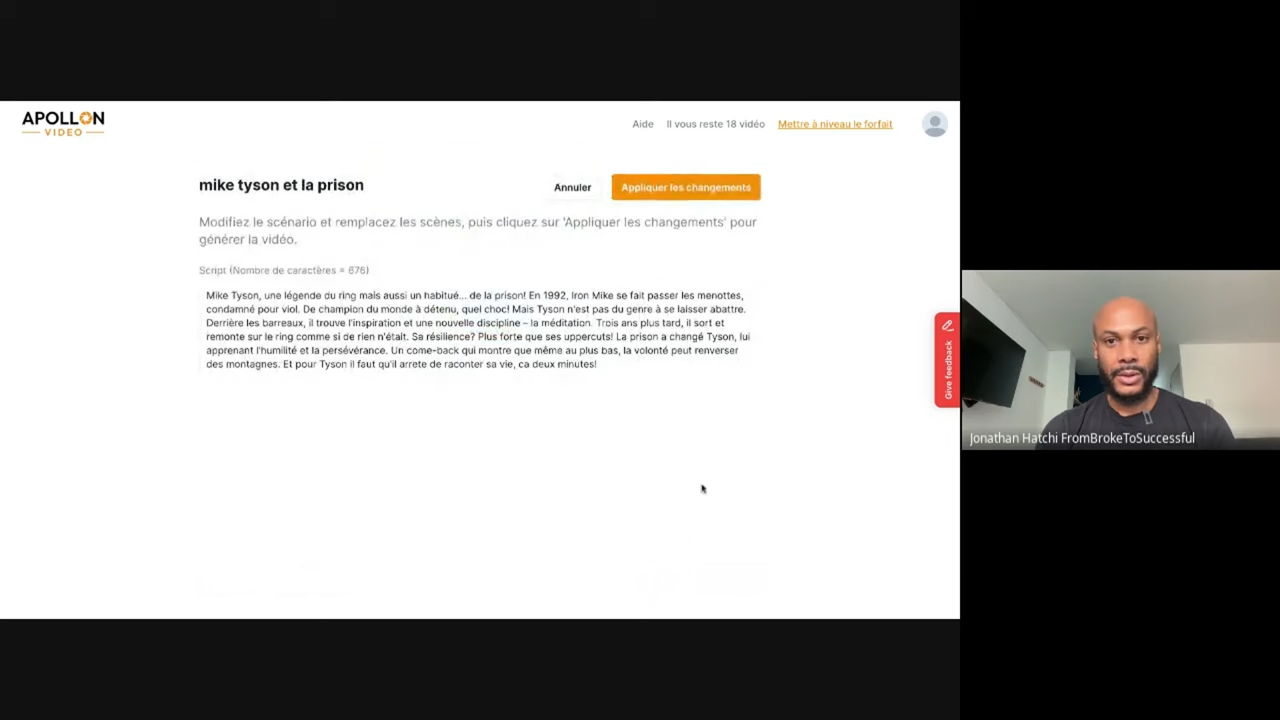 APOLLON
VIDEO
Aide
Il vous reste 18 vidéo
Mettre à niveau le forfait
mike tyson et la prison
Annuler
Appliquer les changements
Modifiez le scénario et remplacez les scènes, puis cliquez sur 'Appliquer les changements' pour
générer la vidéo.
Script (Nombre de caractères = 676)
Mike Tyson, une légende du ring mais aussi un habitué... de la prison! En 1992, Iron Mike se fait passer les menottes,
condamné pour viol. De champion du monde à détenu, quel choc! Mais Tyson n'est pas du genre à se laisser abattre.
Derrière les barreaux, il trouve l'inspiration et une nouvelle discipline – la méditation. Trois ans plus tard, il sort et
remonte sur le ring comme si de rien n'était. Sa résilience? Plus forte que ses uppercuts! La prison a changé Tyson, lui
apprenant l'humilité et la persévérance. Un come-back qui montre que même au plus bas, la volonté peut renverser
des montagnes. Et pour Tyson il faut qu'il arrete de raconter sa vie, ca deux minutes!
Give feedback
Jonathan Hatchi FromBrokeToSuccessful